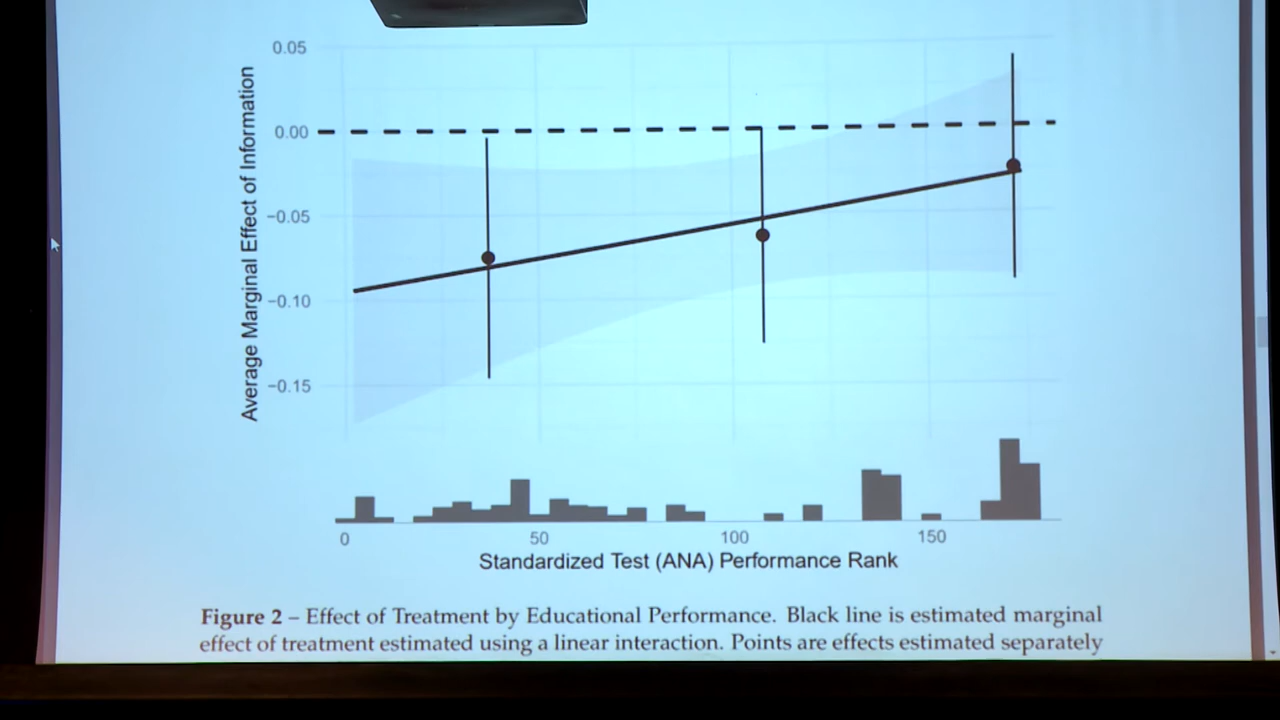 0.05
0.00
−0.05
−0.10
−0.15
Average Marginal Effect of Information
0 50 100 150
Standardized Test (ANA) Performance Rank
Figure 2 – Effect of Treatment by Educational Performance. Black line is estimated marginal
effect of treatment estimated using a linear interaction. Points are effects estimated separately